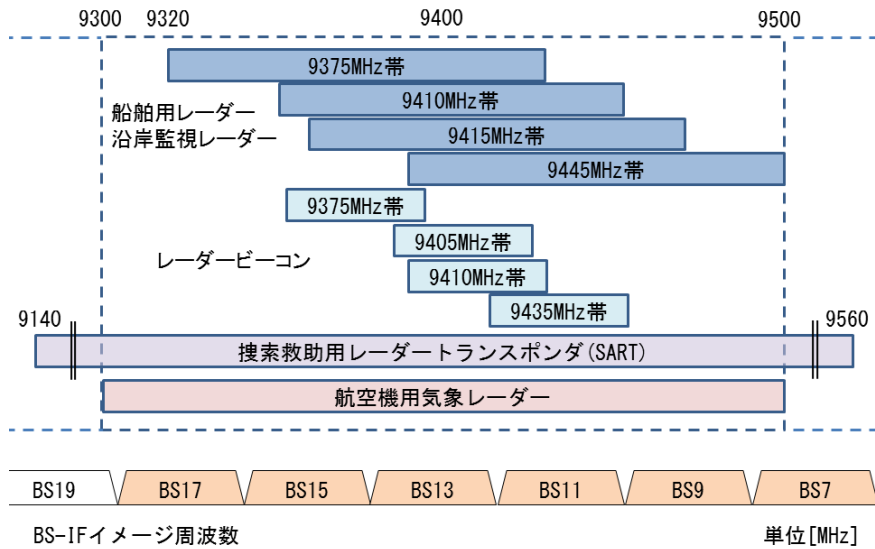 9300 9320 9400 9500
9375MHz帯
9410MHz帯
船舶用レーダー
沿岸監視レーダー
9415MHz帯
9445MHz帯
9375MHz帯
9405MHz帯
レーダービーコン
9410MHz帯
9435MHz帯
9140 9560
捜索救助用レーダートランスポンダ(SART)
航空機用気象レーダー
BS19 BS17 BS15 BS13 BS11 BS9 BS7
BS-IFイメージ周波数 単位[MHz]